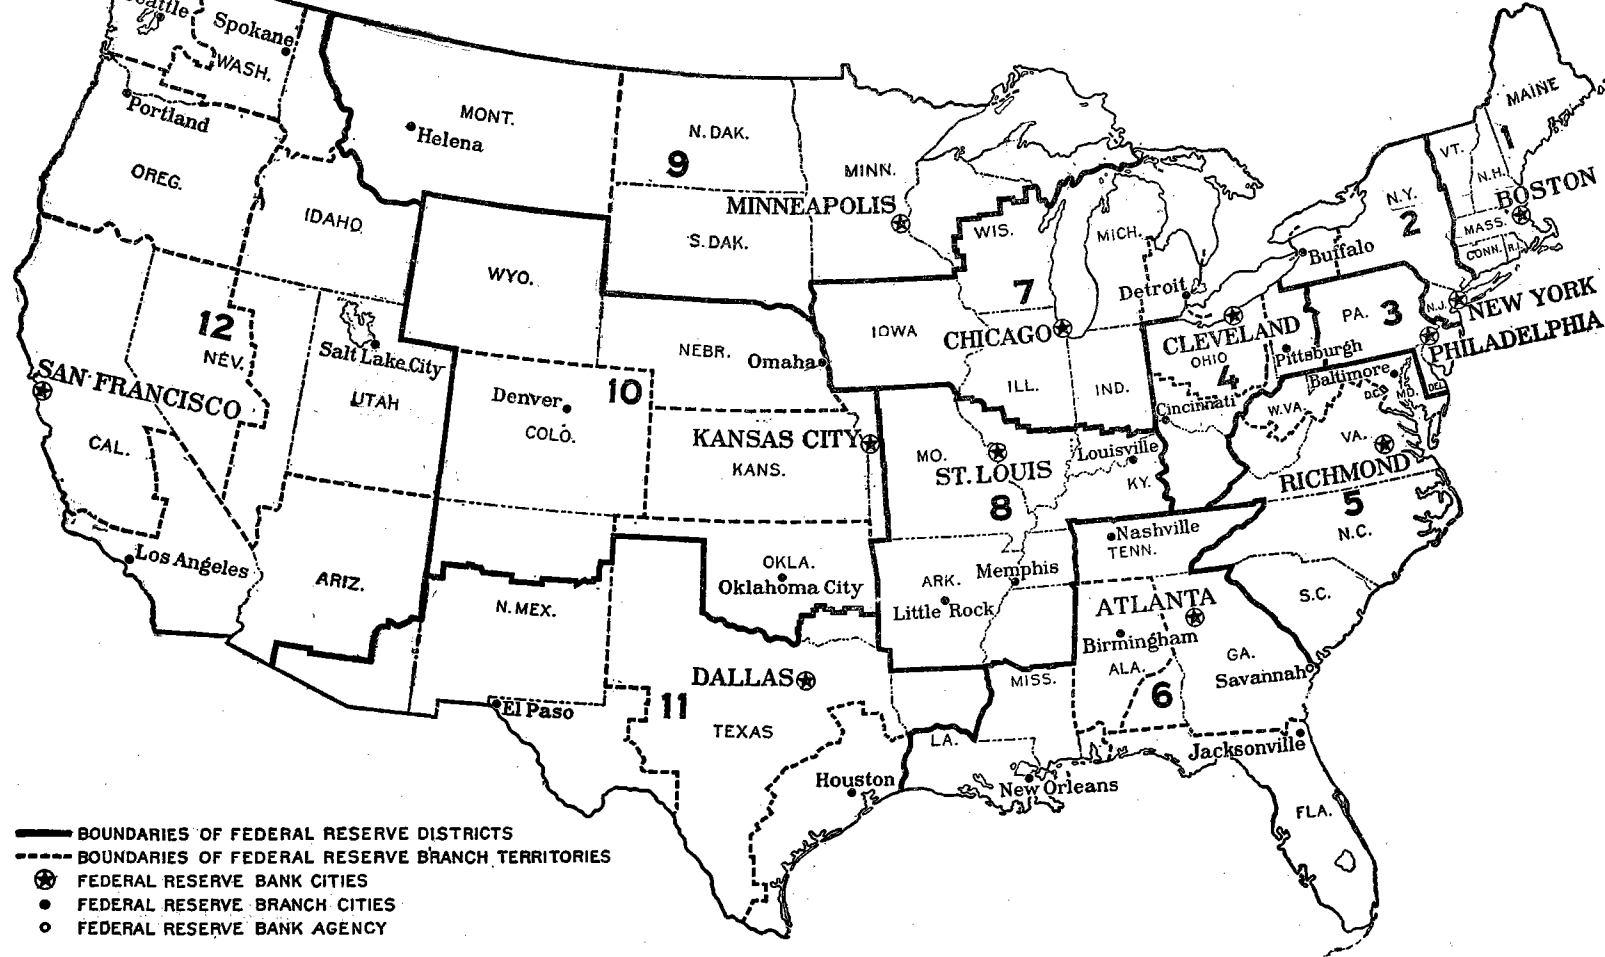 Seattle
Spokane
WASH.
Portland
OREG.
IDAHO
MONT.
Helena
N. DAK.
9
MINN.
MINNEAPOLIS
S. DAK.
WYO.
WIS.
MICH.
7
Detroit
MAINE
1
VT.
N.H.
BOSTON
N.Y.
2
MASS.
CONN.
R.I.
Buffalo
NEW YORK
N.J.
PA.
3
PHILADELPHIA
12
NEV.
Salt Lake City
UTAH
SAN FRANCISCO
CAL.
Los Angeles
ARIZ.
NEBR.
Omaha
10
Denver
COLO.
KANSAS CITY
KANS.
IOWA
CHICAGO
ILL.
IND.
CLEVELAND
OHIO
4
Pittsburgh
Cincinnati
Baltimore
D.C.
MD.
DEL.
W.VA.
VA.
RICHMOND
5
N.C.
S.C.
MO.
ST. LOUIS
8
Louisville
KY.
Nashville
TENN.
Memphis
ARK.
Little Rock
OKLA.
Oklahoma City
N. MEX.
El Paso
11
DALLAS
TEXAS
Houston
LA.
New Orleans
MISS.
ATLANTA
Birmingham
ALA.
6
GA.
Savannah
Jacksonville
FLA.
BOUNDARIES OF FEDERAL RESERVE DISTRICTS
BOUNDARIES OF FEDERAL RESERVE BRANCH TERRITORIES
FEDERAL RESERVE BANK CITIES
FEDERAL RESERVE BRANCH CITIES
FEDERAL RESERVE BANK AGENCY